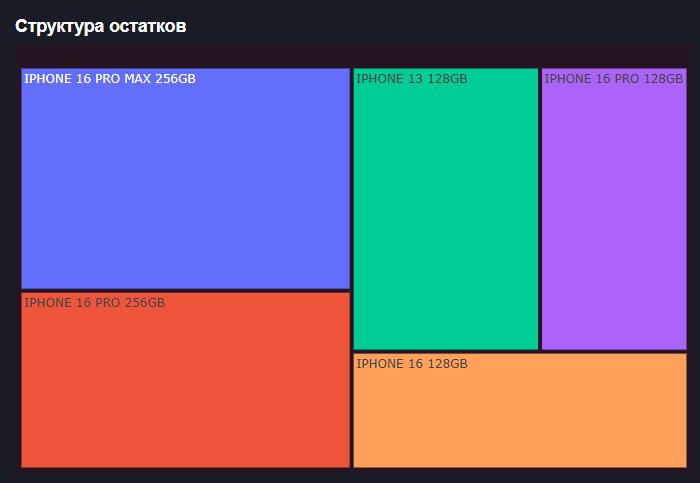 Структура остатков
IPHONE 16 PRO MAX 256GB
IPHONE 13 128GB
IPHONE 16 PRO 128GB
IPHONE 16 PRO 256GB
IPHONE 16 128GB